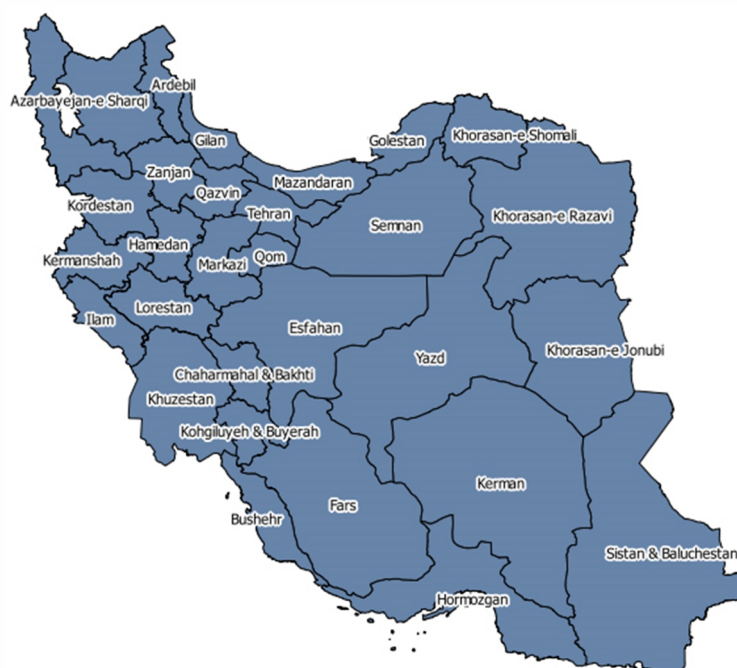 Ardebil
Azarbayejan-e Sharqi
Gilan
Golestan
Khorasan-e Shomali
Zanjan
Qazvin
Mazandaran
Kordestan
Tehran
Khorasan-e Razavi
Semnan
Hamedan
Kermanshah
Markazi
Qom
Lorestan
Ilam
Esfahan
Yazd
Khorasan-e Jonubi
Chaharmahal & Bakhti
Khuzestan
Kohgiluyeh & Buyerah
Kerman
Fars
Bushehr
Sistan & Baluchestan
Hormozgan